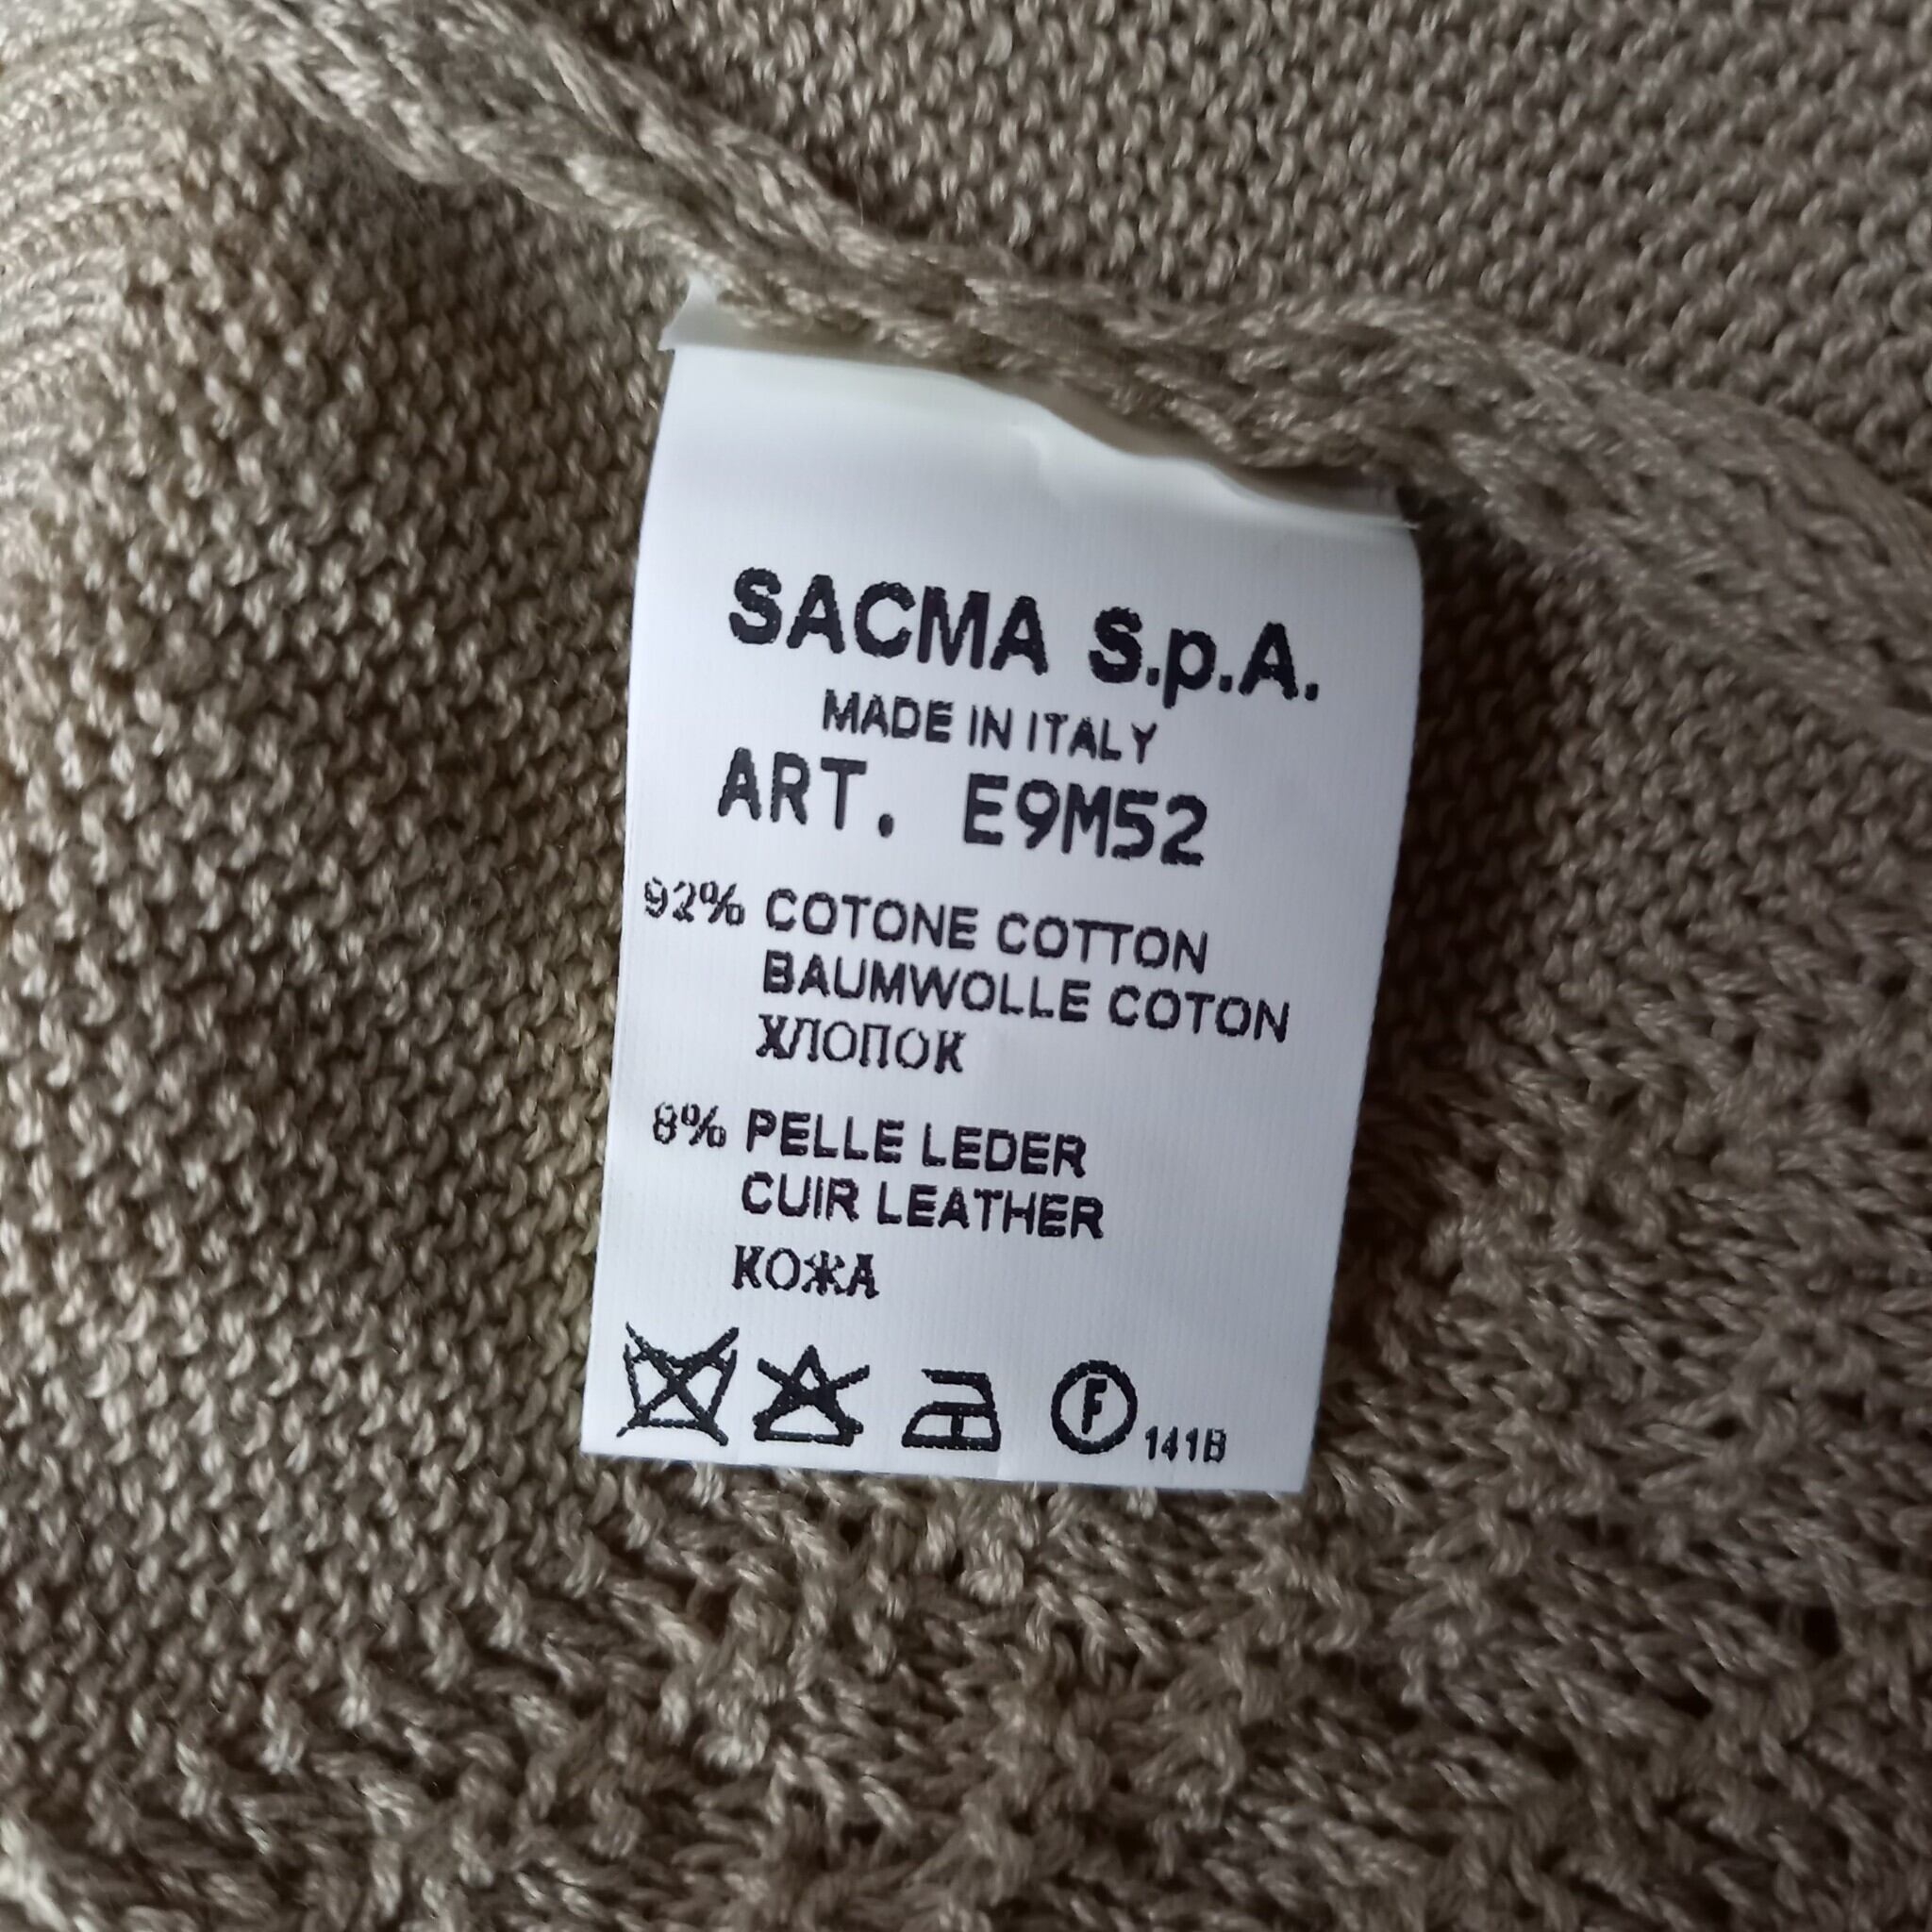 SACMA S.p.A.
MADE IN ITALY
ART. E9M52
92% COTONE COTTON
BAUMWOLLE COTON
ХЛОПОК
8% PELLE LEDER
CUIR LEATHER
КОЖА
F 141B